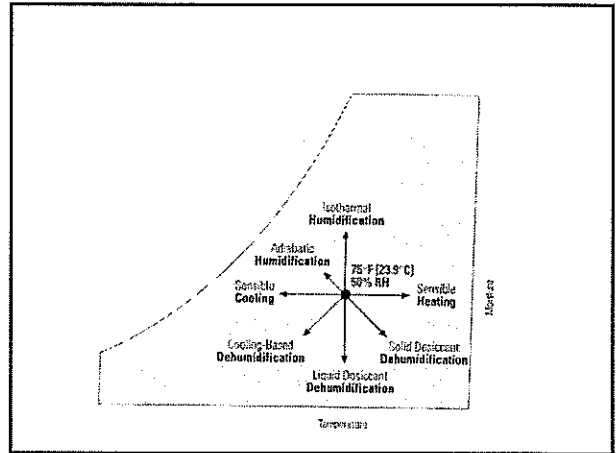 Isothermal
Humidification
Adiabatic
Humidification
75°F [23.9°C]
50% RH
Sensible
Cooling
Sensible
Heating
Moisture
Cooling-Based
Dehumidification
Solid Desiccant
Dehumidification
Liquid Desiccant
Dehumidification
Temperature